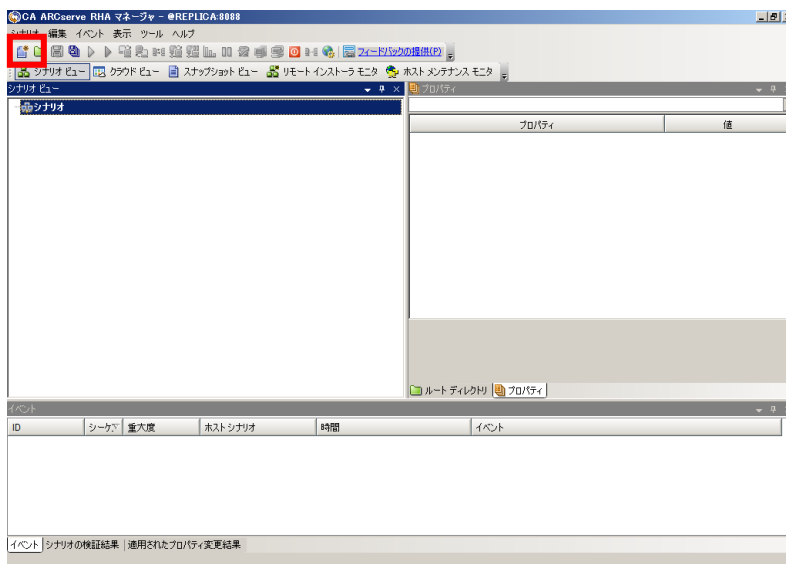 CA ARCserve RHA マネージャ - @REPLICA:8088
シナリオ 編集 イベント 表示 ツール ヘルプ
フィードバックの提供(P)
シナリオ ビュー クラウド ビュー スナップショット ビュー リモート インストーラ モニタ ホスト メンテナンス モニタ
シナリオ ビュー
プロパティ
シナリオ
プロパティ 値
ルート ディレクトリ プロパティ
イベント
ID シーケン 重大度 ホスト シナリオ 時間 イベント
イベント シナリオの検証結果 適用されたプロパティ変更結果